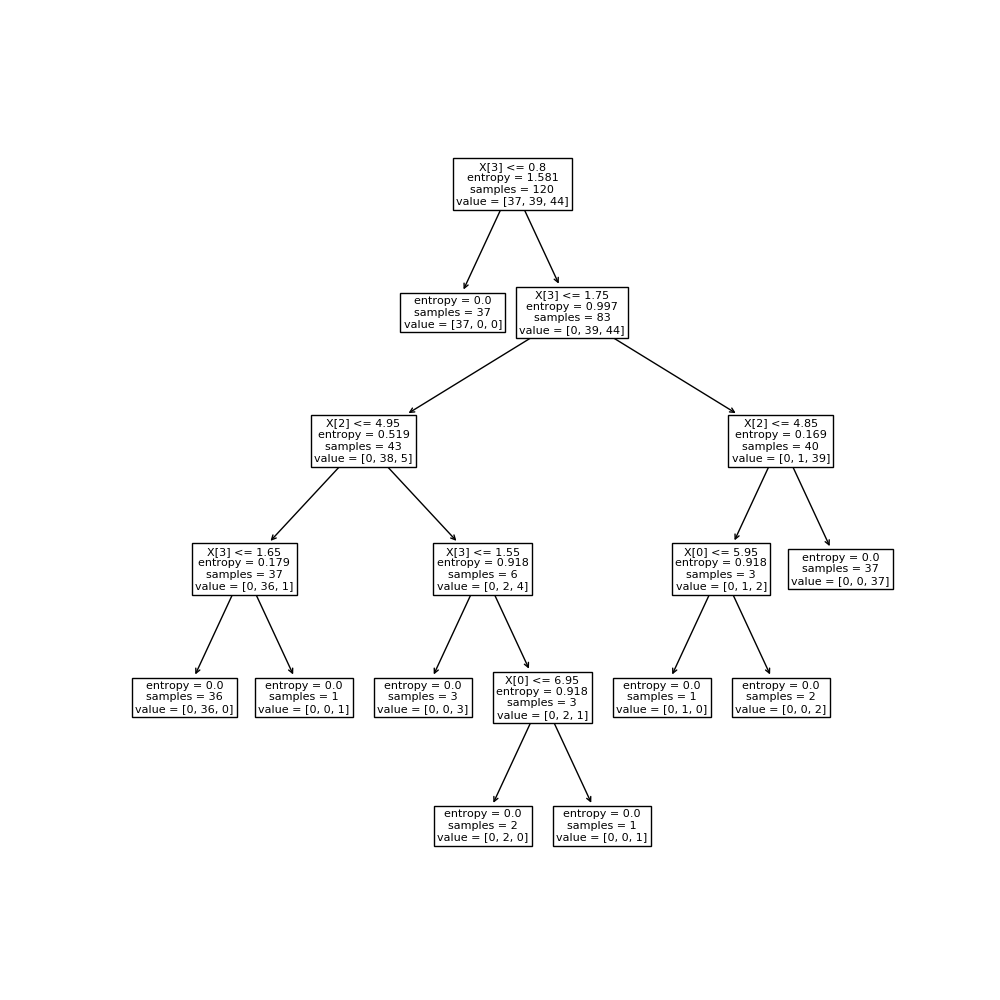 X[3] <= 0.8
entropy = 1.581
samples = 120
value = [37, 39, 44]
entropy = 0.0
samples = 37
value = [37, 0, 0]
X[3] <= 1.75
entropy = 0.997
samples = 83
value = [0, 39, 44]
X[2] <= 4.95
entropy = 0.519
samples = 43
value = [0, 38, 5]
X[2] <= 4.85
entropy = 0.169
samples = 40
value = [0, 1, 39]
X[3] <= 1.65
entropy = 0.179
samples = 37
value = [0, 36, 1]
X[3] <= 1.55
entropy = 0.918
samples = 6
value = [0, 2, 4]
X[0] <= 5.95
entropy = 0.918
samples = 3
value = [0, 1, 2]
entropy = 0.0
samples = 37
value = [0, 0, 37]
entropy = 0.0
samples = 36
value = [0, 36, 0]
entropy = 0.0
samples = 1
value = [0, 0, 1]
entropy = 0.0
samples = 3
value = [0, 0, 3]
X[0] <= 6.95
entropy = 0.918
samples = 3
value = [0, 2, 1]
entropy = 0.0
samples = 1
value = [0, 1, 0]
entropy = 0.0
samples = 2
value = [0, 0, 2]
entropy = 0.0
samples = 2
value = [0, 2, 0]
entropy = 0.0
samples = 1
value = [0, 0, 1]